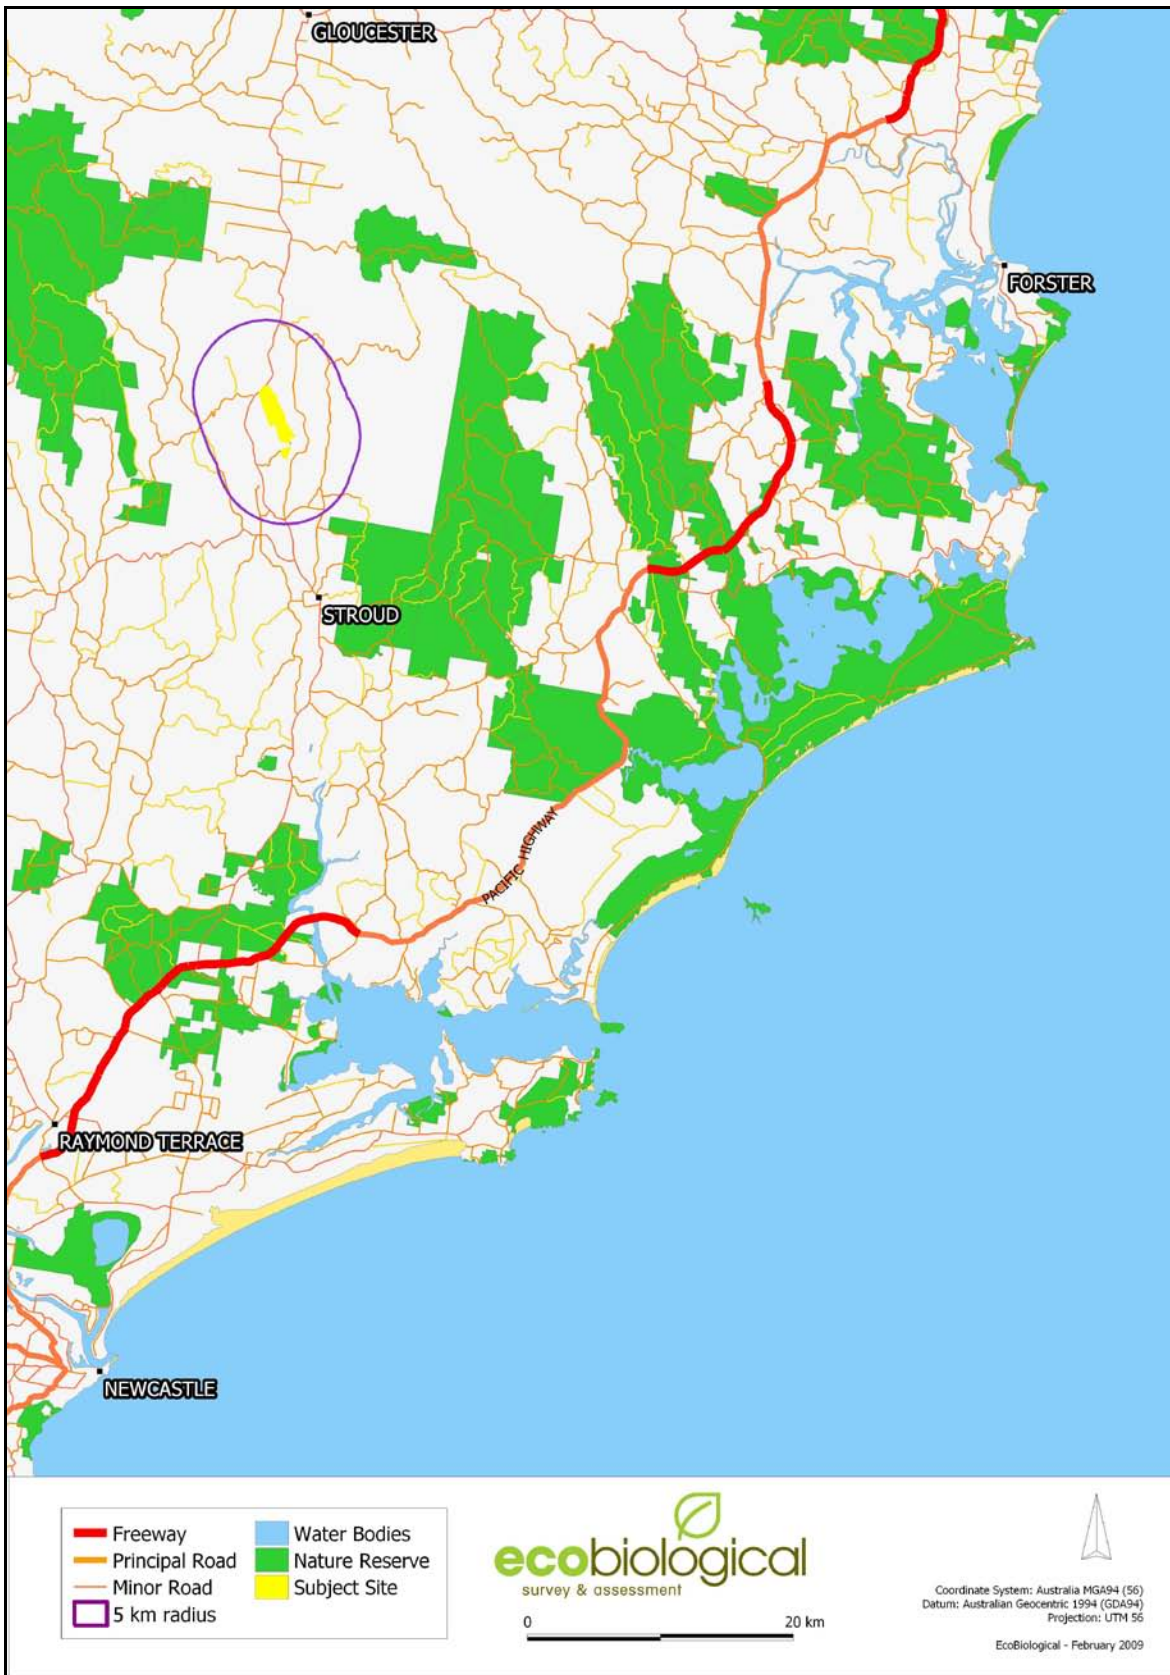 GLOUCESTER
FORSTER
STROUD
PACIFIC HIGHWAY
RAYMOND TERRACE
NEWCASTLE
Freeway
Principal Road
Minor Road
5 km radius
Water Bodies
Nature Reserve
Subject Site
ecobiological
survey & assessment
0 20 km
Coordinate System: Australia MGA94 (56)
Datum: Australian Geocentric 1994 (GDA94)
Projection: UTM 56
EcoBiological - February 2009